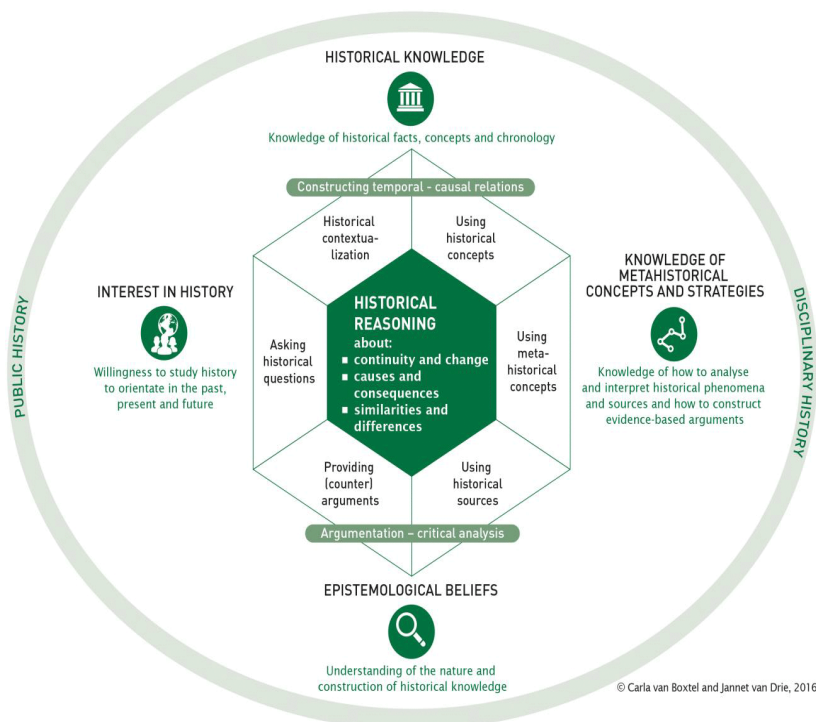 HISTORICAL KNOWLEDGE
Knowledge of historical facts, concepts and chronology
Constructing temporal - causal relations
Historical
contextua-
lization
Using
historical
concepts
PUBLIC HISTORY
INTEREST IN HISTORY
Willingness to study history
to orientate in the past,
present and future
Asking
historical
questions
HISTORICAL
REASONING
about:
▪ continuity and change
▪ causes and
consequences
▪ similarities and
differences
Using
meta-
historical
concepts
KNOWLEDGE OF
METAHISTORICAL
CONCEPTS AND STRATEGIES
Knowledge of how to analyse
and interpret historical phenomena
and sources and how to construct
evidence-based arguments
DISCIPLINARY HISTORY
Providing
(counter)
arguments
Using
historical
sources
Argumentation – critical analysis
EPISTEMOLOGICAL BELIEFS
Understanding of the nature and
construction of historical knowledge
© Carla van Boxtel and Jannet van Drie, 2016